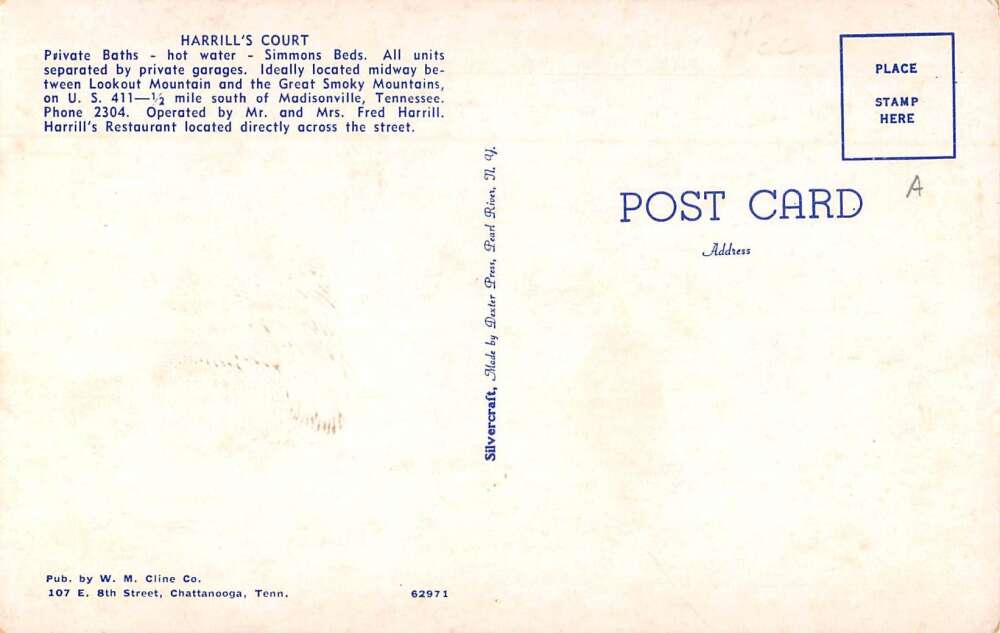 HARRILL'S COURT
Private Baths - hot water - Simmons Beds. All units
separated by private garages. Ideally located midway be-
tween Lookout Mountain and the Great Smoky Mountains,
on U. S. 411—½ mile south of Madisonville, Tennessee.
Phone 2304. Operated by Mr. and Mrs. Fred Harrill.
Harrill's Restaurant located directly across the street.
Silvercraft, Made by Dexter Press, Pearl River, N. Y.
PLACE
STAMP
HERE
A
POST CARD
Address
Pub. by W. M. Cline Co.
107 E. 8th Street, Chattanooga, Tenn.
62971